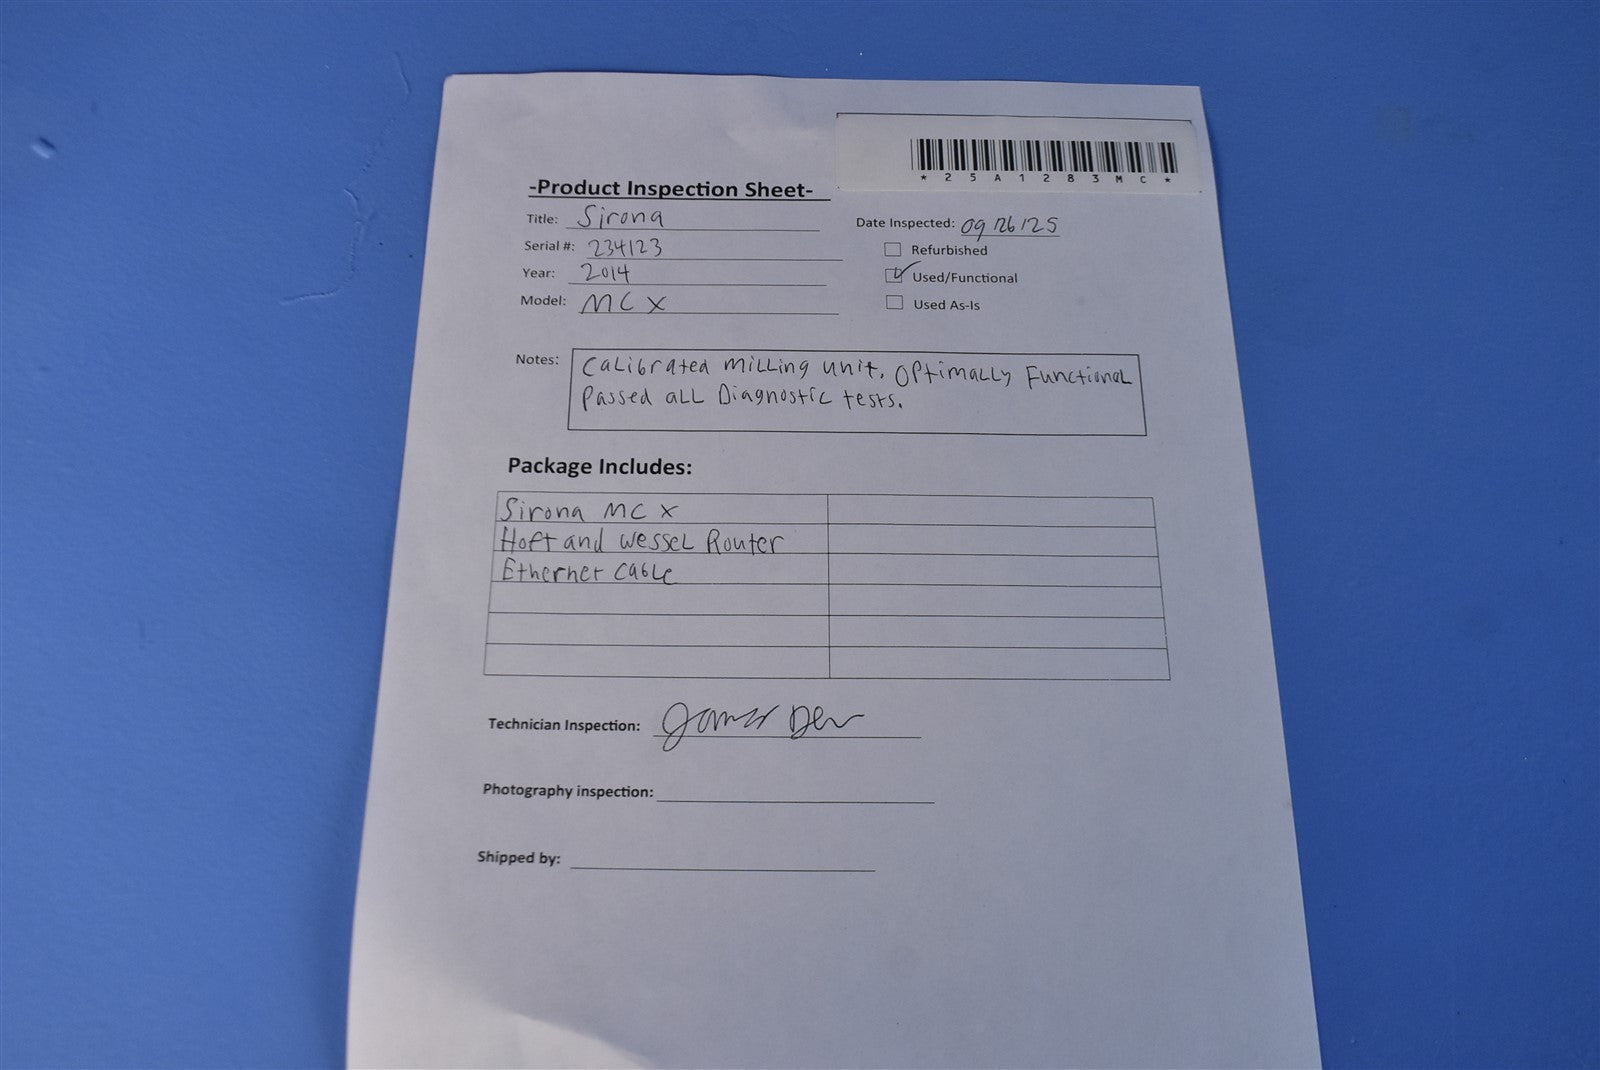 *25A1283MC*
-Product Inspection Sheet-
Title: Sirona
Date Inspected: 09/26/25
Serial #: 234123
Refurbished
Year: 2014
Used/Functional
Model: MC X
Used As-Is
Notes: Calibrated milling unit. Optimally Functional
Passed all Diagnostic tests.
Package Includes:
Sirona MC X
Hoft and Wessel Router
Ethernet Cable
Technician Inspection:
Photography inspection:
Shipped by: